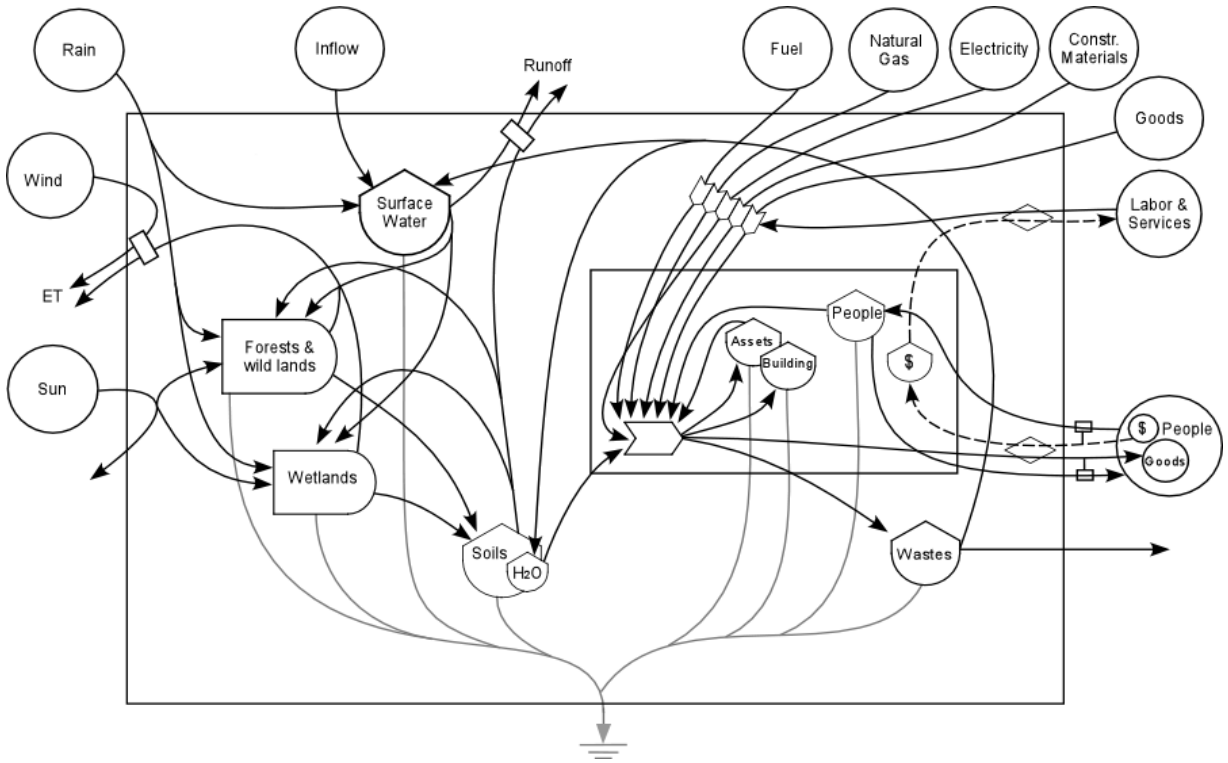 Rain
Inflow
Fuel
Natural
Gas
Electricity
Constr.
Materials
Runoff
Goods
Wind
Surface
Water
Labor &
Services
ET
People
Forests &
wild lands
Assets
Building
$
Sun
$ People
Goods
Wetlands
Soils
H2O
Wastes